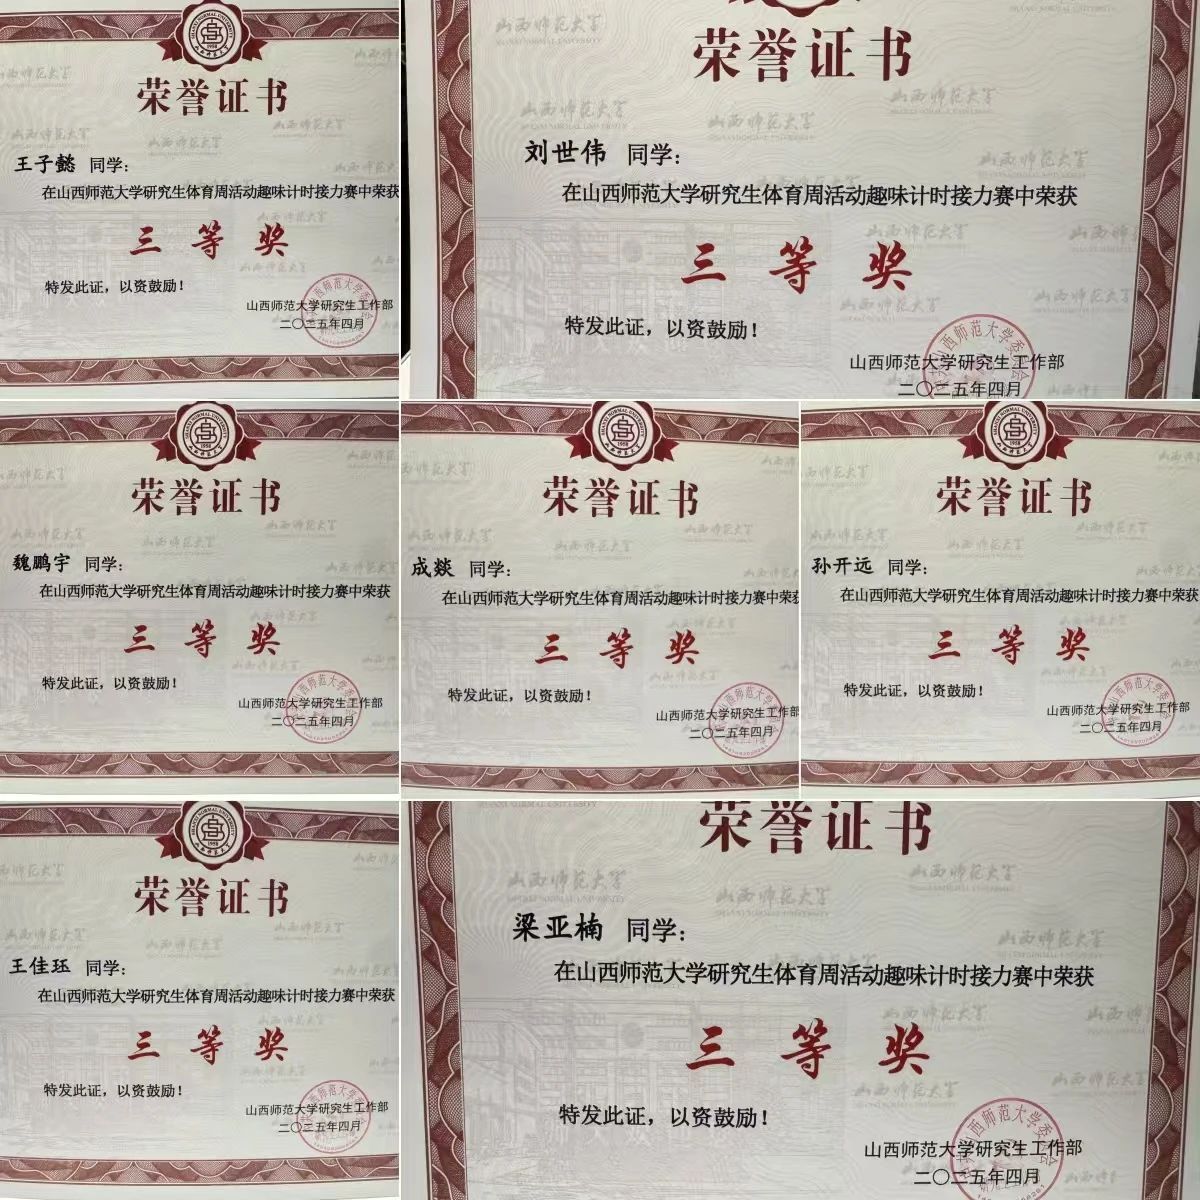 SHANXI NORMAL UNIVERSITY
1958
荣誉证书
王子懿 同学：
在山西师范大学研究生体育周活动趣味计时接力赛中荣获
三等奖
特发此证，以资鼓励！
山西师范大学研究生工作部
二〇二五年四月
荣誉证书
刘世伟 同学：
在山西师范大学研究生体育周活动趣味计时接力赛中荣获
三等奖
特发此证，以资鼓励！
山西师范大学研究生工作部
二〇二五年四月
SHANXI NORMAL UNIVERSITY
1958
荣誉证书
魏鹏宇 同学：
在山西师范大学研究生体育周活动趣味计时接力赛中荣获
三等奖
特发此证，以资鼓励！
山西师范大学研究生工作部
二〇二五年四月
SHANXI NORMAL UNIVERSITY
1958
荣誉证书
成燚 同学：
在山西师范大学研究生体育周活动趣味计时接力赛中荣获
三等奖
特发此证，以资鼓励！
山西师范大学研究生工作部
二〇二五年四月
SHANXI NORMAL UNIVERSITY
1958
荣誉证书
孙开远 同学：
在山西师范大学研究生体育周活动趣味计时接力赛中荣获
三等奖
特发此证，以资鼓励！
山西师范大学研究生工作部
二〇二五年四月
SHANXI NORMAL UNIVERSITY
1958
荣誉证书
王佳珏 同学：
在山西师范大学研究生体育周活动趣味计时接力赛中荣获
三等奖
特发此证，以资鼓励！
山西师范大学研究生工作部
二〇二五年四月
荣誉证书
梁亚楠 同学：
在山西师范大学研究生体育周活动趣味计时接力赛中荣获
三等奖
特发此证，以资鼓励！
山西师范大学研究生工作部
二〇二五年四月